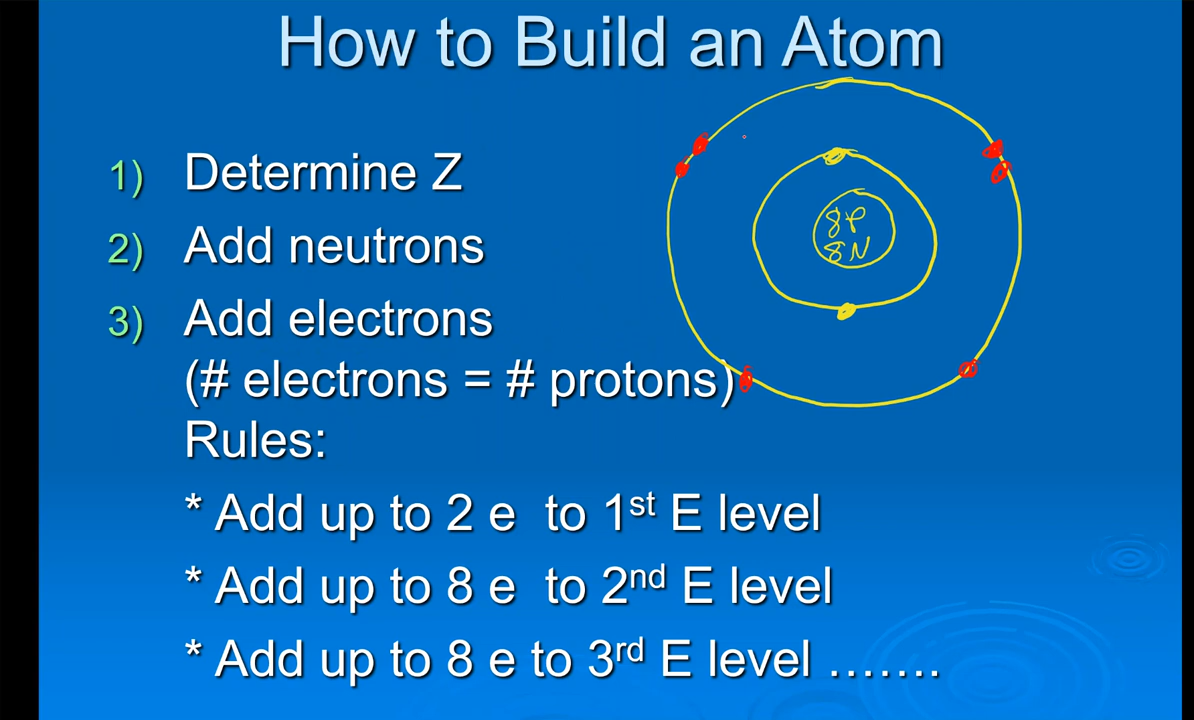 How to Build an Atom
1) Determine Z
2) Add neutrons
3) Add electrons
(# electrons = # protons)
Rules:
* Add up to 2 e to 1st E level
* Add up to 8 e to 2nd E level
* Add up to 8 e to 3rd E level .......
8P
8N